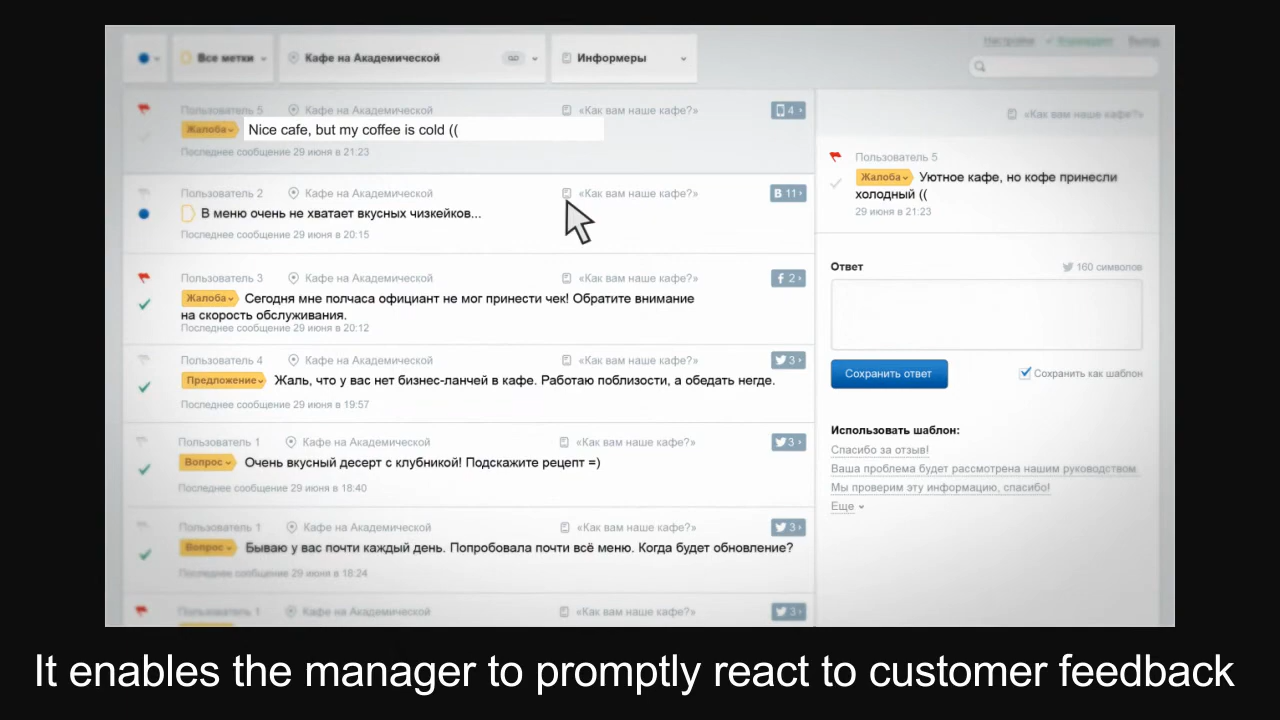 Все метки
Кафе на Академической
Информеры
Настройки
Выход
Пользователь 5 Кафе на Академической «Как вам наше кафе?» 4
Жалоба Nice cafe, but my coffee is cold ((
Последнее сообщение 29 июня в 21:23
Пользователь 2 Кафе на Академической «Как вам наше кафе?» В 11
В меню очень не хватает вкусных чизкейков...
Последнее сообщение 29 июня в 20:15
Пользователь 3 Кафе на Академической «Как вам наше кафе?» f 2
Жалоба Сегодня мне полчаса официант не мог принести чек! Обратите внимание
на скорость обслуживания.
Последнее сообщение 29 июня в 20:12
Пользователь 4 Кафе на Академической «Как вам наше кафе?» 3
Предложение Жаль, что у вас нет бизнес-ланчей в кафе. Работаю поблизости, а обедать негде.
Последнее сообщение 29 июня в 19:57
Пользователь 1 Кафе на Академической «Как вам наше кафе?» 3
Вопрос Очень вкусный десерт с клубникой! Подскажите рецепт =)
Последнее сообщение 29 июня в 18:40
Пользователь 1 Кафе на Академической «Как вам наше кафе?» 3
Вопрос Бываю у вас почти каждый день. Попробовала почти всё меню. Когда будет обновление?
Последнее сообщение 29 июня в 18:24
Пользователь 1 Кафе на Академической «Как вам наше кафе?» 3
«Как вам наше кафе?»
Пользователь 5
Жалоба Уютное кафе, но кофе принесли
холодный ((
29 июня в 21:23
Ответ 160 символов
Сохранить ответ Сохранить как шаблон
Использовать шаблон:
Спасибо за отзыв!
Ваша проблема будет рассмотрена нашим руководством
Мы проверим эту информацию, спасибо!
Еще
It enables the manager to promptly react to customer feedback